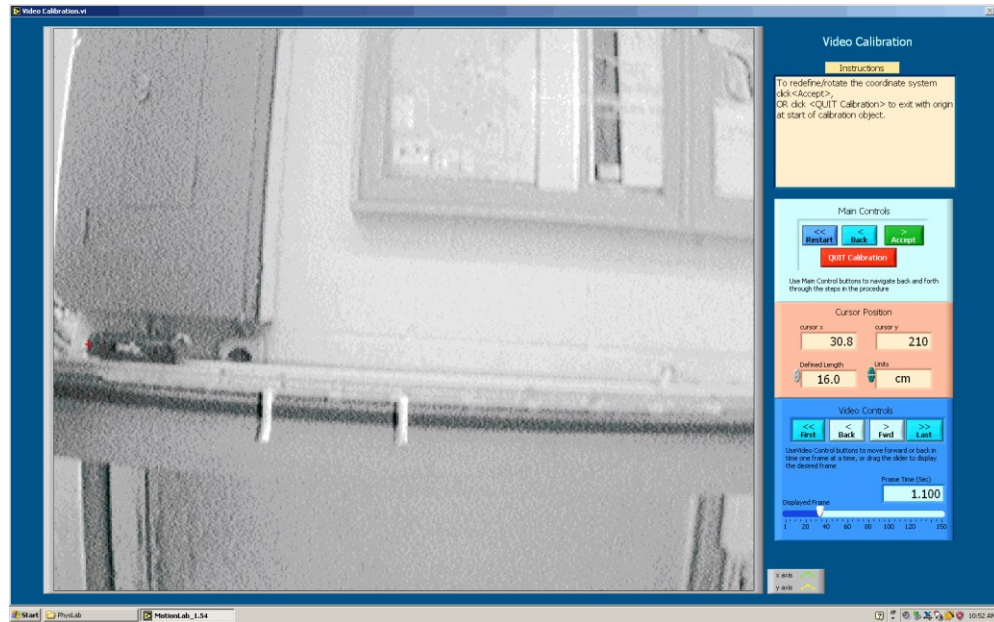 Video Calibration.vi
Video Calibration
Instructions
To redefine/rotate the coordinate system
click<Accept>,
OR click <QUIT Calibration> to exit with origin
at start of calibration object.
Main Controls
<< < >
Restart Back Accept
QUIT Calibration
Use Main Control buttons to navigate back and forth
through the steps in the procedure
Cursor Position
cursor x cursor y
30.8 210
Defined Length Units
16.0 cm
Video Controls
<< < > >>
First Back Fwd Last
UseVideo Control buttons to move forward or back in
time one frame at a time, or drag the slider to display
the desired frame
Frame Time (Sec)
1.100
Displayed Frame
1 20 40 60 80 100 120 150
x axis
y axis
Start PhysLab MotionLab_1.54 10:52 AM